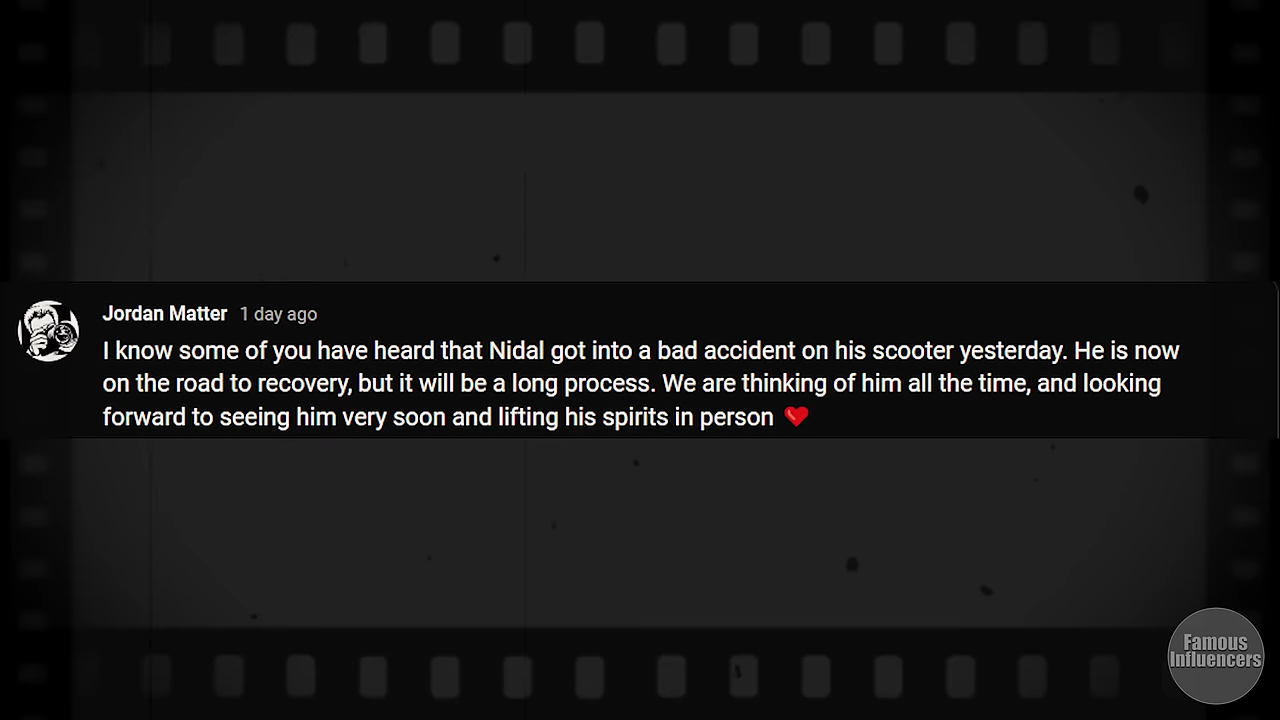 Jordan Matter 1 day ago
I know some of you have heard that Nidal got into a bad accident on his scooter yesterday. He is now
on the road to recovery, but it will be a long process. We are thinking of him all the time, and looking
forward to seeing him very soon and lifting his spirits in person ❤️
Famous
Influencers